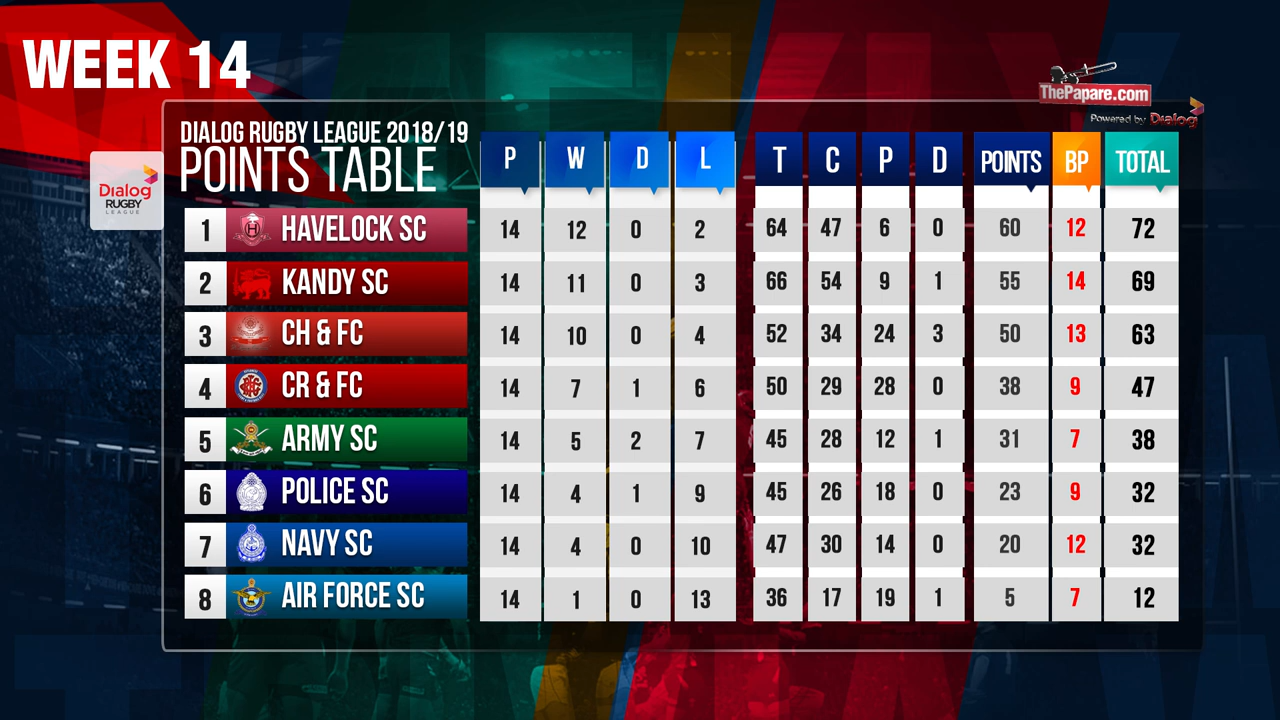 WEEK 14
ThePapare.com
Powered by Dialog
DIALOG RUGBY LEAGUE 2018/19
POINTS TABLE
Dialog
RUGBY
LEAGUE
P W D L T C P D POINTS BP TOTAL
1 HAVELOCK SC 14 12 0 2 64 47 6 0 60 12 72
2 KANDY SC 14 11 0 3 66 54 9 1 55 14 69
3 CH & FC 14 10 0 4 52 34 24 3 50 13 63
4 CR & FC 14 7 1 6 50 29 28 0 38 9 47
5 ARMY SC 14 5 2 7 45 28 12 1 31 7 38
6 POLICE SC 14 4 1 9 45 26 18 0 23 9 32
7 NAVY SC 14 4 0 10 47 30 14 0 20 12 32
8 AIR FORCE SC 14 1 0 13 36 17 19 1 5 7 12